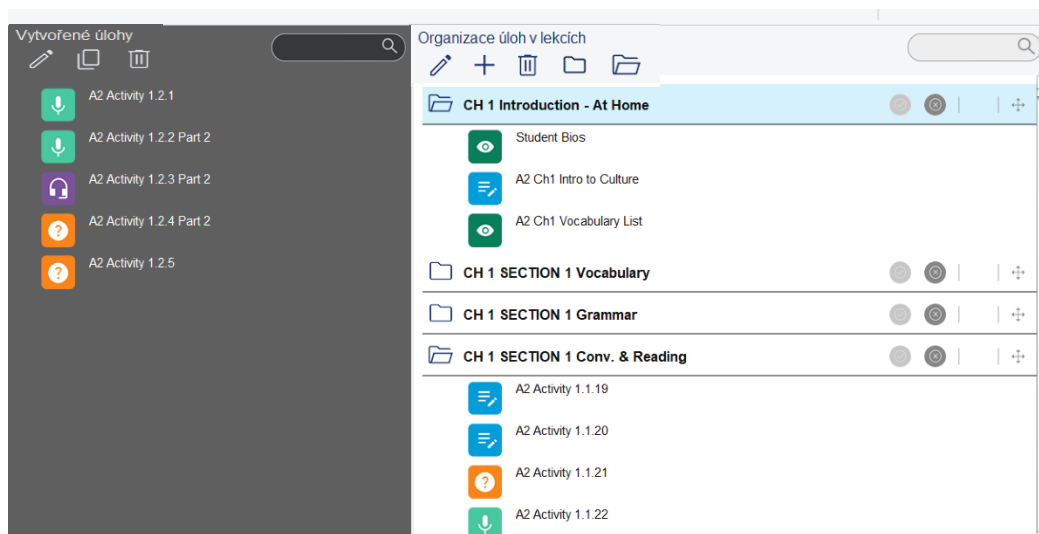 Vytvořené úlohy
A2 Activity 1.2.1
A2 Activity 1.2.2 Part 2
A2 Activity 1.2.3 Part 2
A2 Activity 1.2.4 Part 2
A2 Activity 1.2.5
Organizace úloh v lekcích
CH 1 Introduction - At Home
Student Bios
A2 Ch1 Intro to Culture
A2 Ch1 Vocabulary List
CH 1 SECTION 1 Vocabulary
CH 1 SECTION 1 Grammar
CH 1 SECTION 1 Conv. & Reading
A2 Activity 1.1.19
A2 Activity 1.1.20
A2 Activity 1.1.21
A2 Activity 1.1.22